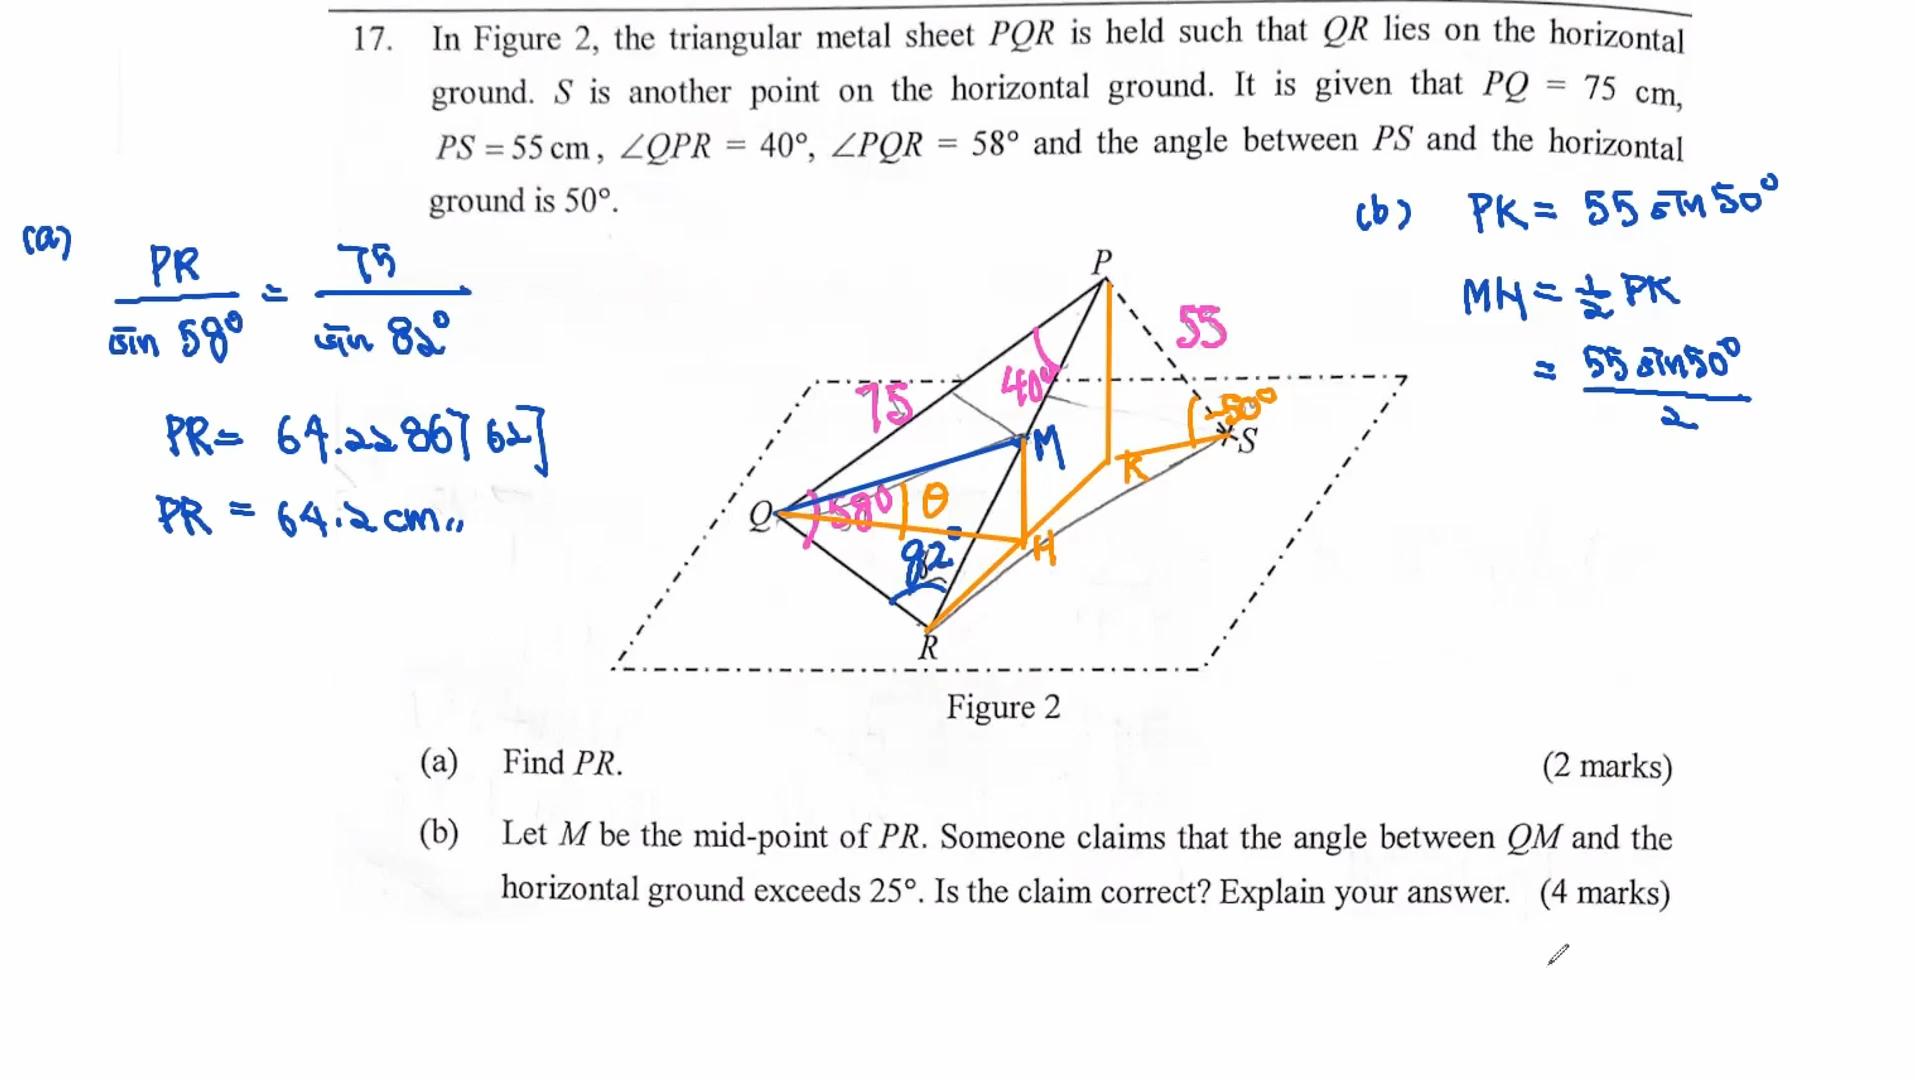 17. In Figure 2, the triangular metal sheet PQR is held such that QR lies on the horizontal
ground. S is another point on the horizontal ground. It is given that PQ = 75 cm,
PS = 55 cm, ∠QPR = 40°, ∠PQR = 58° and the angle between PS and the horizontal
ground is 50°.
(a)
PR / sin 58° = 75 / sin 82°
PR = 64.2286762
PR = 64.2 cm,,
(b) PK = 55 sin 50°
MH = 1/2 PK
= 55 sin 50° / 2
P
55
40°
75
50°
M
S
K
Q
58°
θ
82°
H
R
Figure 2
(a) Find PR. (2 marks)
(b) Let M be the mid-point of PR. Someone claims that the angle between QM and the
horizontal ground exceeds 25°. Is the claim correct? Explain your answer. (4 marks)